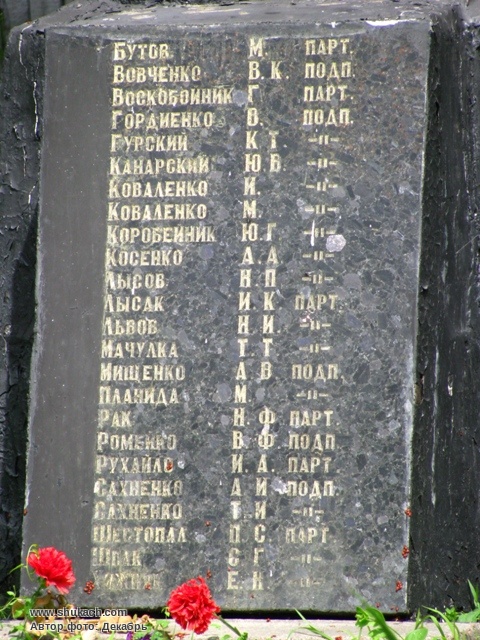 БУТОВ М. ПАРТ.
ВОВЧЕНКО В. К. ПОДП.
ВОСКОБОЙНИК Г ПАРТ.
ГОРДИЕНКО В. ПОДП.
ГУРСКИЙ К Т -"-
КАНАРСКИЙ Ю В -"-
КОВАЛЕНКО И. -"-
КОВАЛЕНКО М. -"-
КОРОБЕЙНИК Ю. Г -"-
КОСЕНКО А. А -"-
ЛЫСОВ Н П -"-
ЛЫСАК И К ПАРТ.
ЛЬВОВ Н И -"-
МАЧУЛКА Т. Т -"-
МИЩЕНКО А В ПОДП.
ПЛАНИДА М. -"-
РАК Н. Ф ПАРТ.
РОМЕНКО В Ф ПОДП
РУХАЙЛО И. А. ПАРТ.
САХНЕНКО А И ПОДП.
САХНЕНКО Т. И -"-
ШЕСТОПАЛ П С. ПАРТ.
ШПАК С Г -"-
Е. Н -"-
www.shukach.com
Автор фото: Декабрь